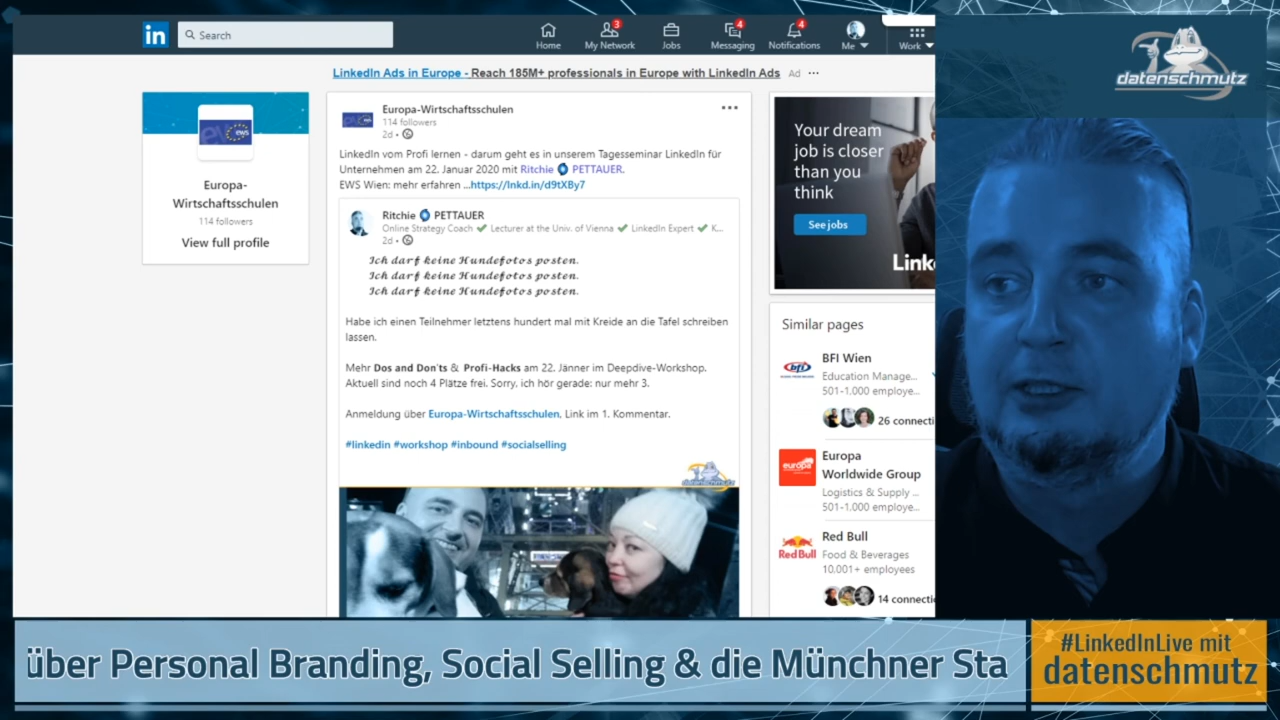 Search
Home
3
My Network
Jobs
4
Messaging
4
Notifications
Me
Work
LinkedIn Ads in Europe - Reach 185M+ professionals in Europe with LinkedIn Ads Ad ...
Europa-
Wirtschaftsschulen
114 followers
View full profile
Europa-Wirtschaftsschulen
114 followers
2d •
LinkedIn vom Profi lernen - darum geht es in unserem Tagesseminar LinkedIn für
Unternehmen am 22. Januar 2020 mit Ritchie PETTAUER.
EWS Wien: mehr erfahren ...https://lnkd.in/d9tXBy7
Ritchie PETTAUER
Online Strategy Coach ✔ Lecturer at the Univ. of Vienna ✔ LinkedIn Expert ✔ K...
2d •
Ich darf keine Hundefotos posten.
Ich darf keine Hundefotos posten.
Ich darf keine Hundefotos posten.
Habe ich einen Teilnehmer letztens hundert mal mit Kreide an die Tafel schreiben
lassen.
Mehr Dos and Don'ts & Profi-Hacks am 22. Jänner im Deepdive-Workshop.
Aktuell sind noch 4 Plätze frei. Sorry, ich hör gerade: nur mehr 3.
Anmeldung über Europa-Wirtschaftsschulen, Link im 1. Kommentar.
#linkedin #workshop #inbound #socialselling
datenschmutz
Your dream
job is closer
than you
think
See jobs
Linke
Similar pages
bfi
BFI Wien
Education Manage...
501-1,000 employe...
26 connecti
europa
Europa
Worldwide Group
Logistics & Supply ...
501-1,000 employe...
Red Bull
Red Bull
Food & Beverages
10,001+ employees
14 connecti
datenschmutz
über Personal Branding, Social Selling & die Münchner Sta
#LinkedInLive mit
datenschmutz